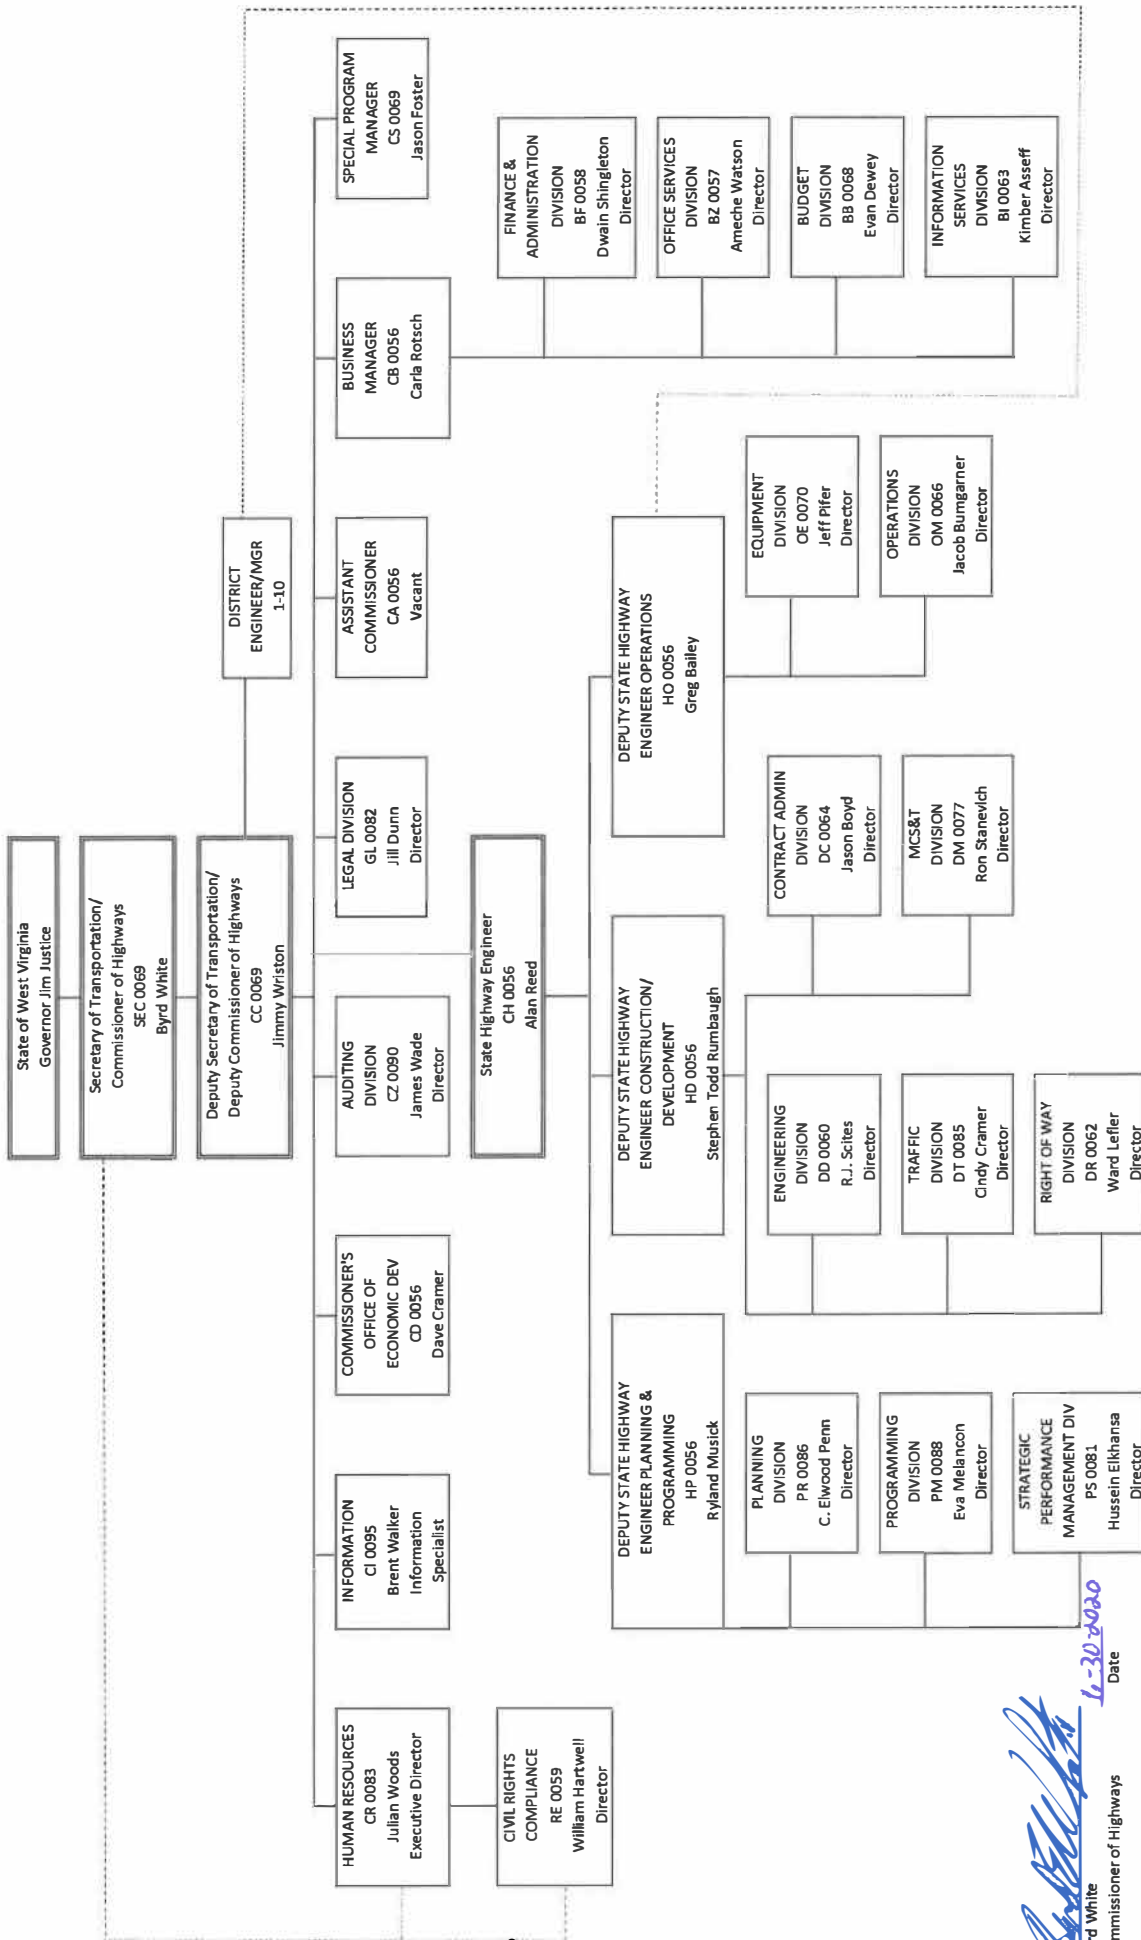 State of West Virginia
Governor Jim Justice
Secretary of Transportation/
Commissioner of Highways
SEC 0069
Byrd White
Deputy Secretary of Transportation/
Deputy Commissioner of Highways
CC 0069
Jimmy Wriston
DISTRICT
ENGINEER/MGR
1-10
HUMAN RESOURCES
CR 0083
Julian Woods
Executive Director
INFORMATION
CI 0095
Brent Walker
Information
Specialist
COMMISSIONER'S
OFFICE OF
ECONOMIC DEV
CD 0056
Dave Cramer
AUDITING
DIVISION
CZ 0090
James Wade
Director
LEGAL DIVISION
GL 0082
Jill Dunn
Director
ASSISTANT
COMMISSIONER
CA 0056
Vacant
BUSINESS
MANAGER
CB 0056
Carla Rotsch
SPECIAL PROGRAM
MANAGER
CS 0069
Jason Foster
CIVIL RIGHTS
COMPLIANCE
RE 0059
William Hartwell
Director
State Highway Engineer
CH 0056
Alan Reed
FINANCE &
ADMINISTRATION
DIVISION
BF 0058
Dwain Shingleton
Director
OFFICE SERVICES
DIVISION
BZ 0057
Ameche Watson
Director
BUDGET
DIVISION
BB 0068
Evan Dewey
Director
INFORMATION
SERVICES
DIVISION
BI 0063
Kimber Asseff
Director
DEPUTY STATE HIGHWAY
ENGINEER PLANNING &
PROGRAMMING
HP 0056
Ryland Musick
DEPUTY STATE HIGHWAY
ENGINEER CONSTRUCTION/
DEVELOPMENT
HD 0056
Stephen Todd Rumbaugh
DEPUTY STATE HIGHWAY
ENGINEER OPERATIONS
HO 0056
Greg Bailey
PLANNING
DIVISION
PR 0086
C. Elwood Penn
Director
PROGRAMMING
DIVISION
PM 0088
Eva Melancon
Director
STRATEGIC
PERFORMANCE
MANAGEMENT DIV
PS 0081
Hussein Elkhansa
Director
ENGINEERING
DIVISION
DD 0060
R.J. Scites
Director
TRAFFIC
DIVISION
DT 0085
Cindy Cramer
Director
RIGHT OF WAY
DIVISION
DR 0062
Ward Lefler
Director
CONTRACT ADMIN
DIVISION
DC 0064
Jason Boyd
Director
MCS&T
DIVISION
DM 0077
Ron Stanevich
Director
EQUIPMENT
DIVISION
OE 0070
Jeff Pifer
Director
OPERATIONS
DIVISION
OM 0066
Jacob Bumgarner
Director
6-30-2020
rd White
Date
mmissioner of Highways